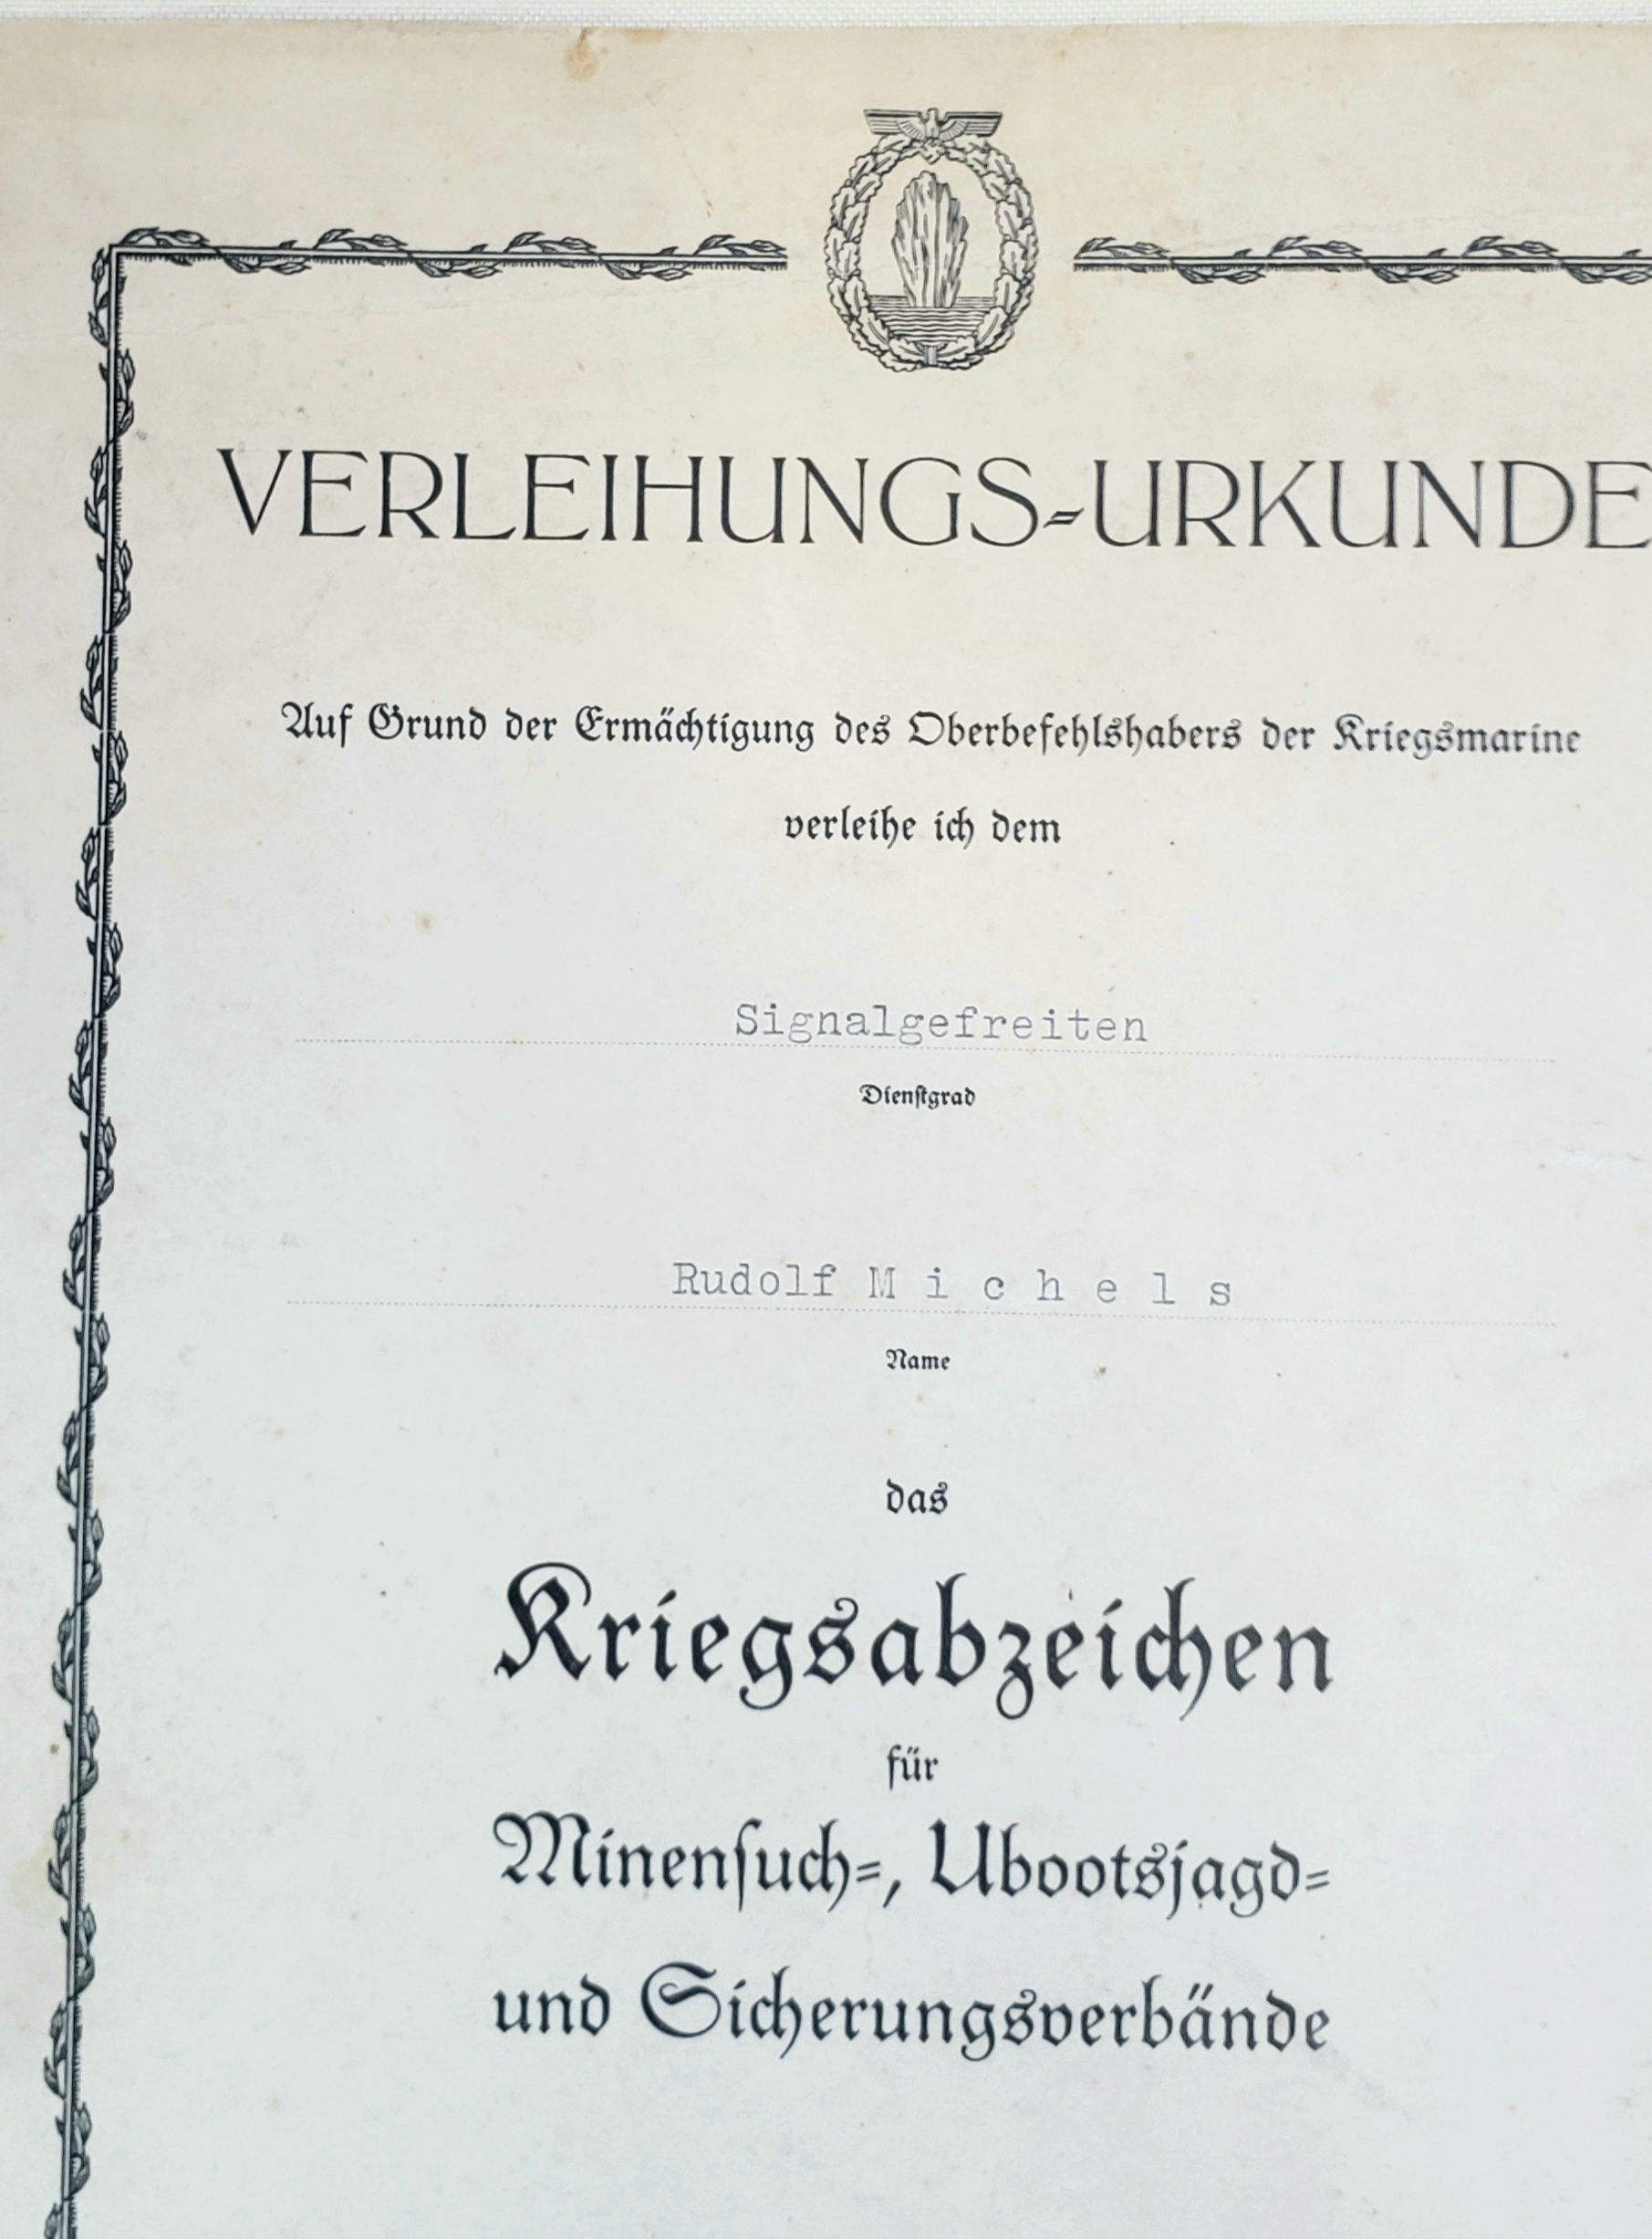 VERLEIHUNGS-URKUNDE
Auf Grund der Ermächtigung des Oberbefehlshabers der Kriegsmarine
verleihe ich dem
Signalgefreiten
Dienstgrad
Rudolf M i c h e l s
Name
das
Kriegsabzeichen
für
Minensuch-, Ubootsjagd-
und Sicherungsverbände